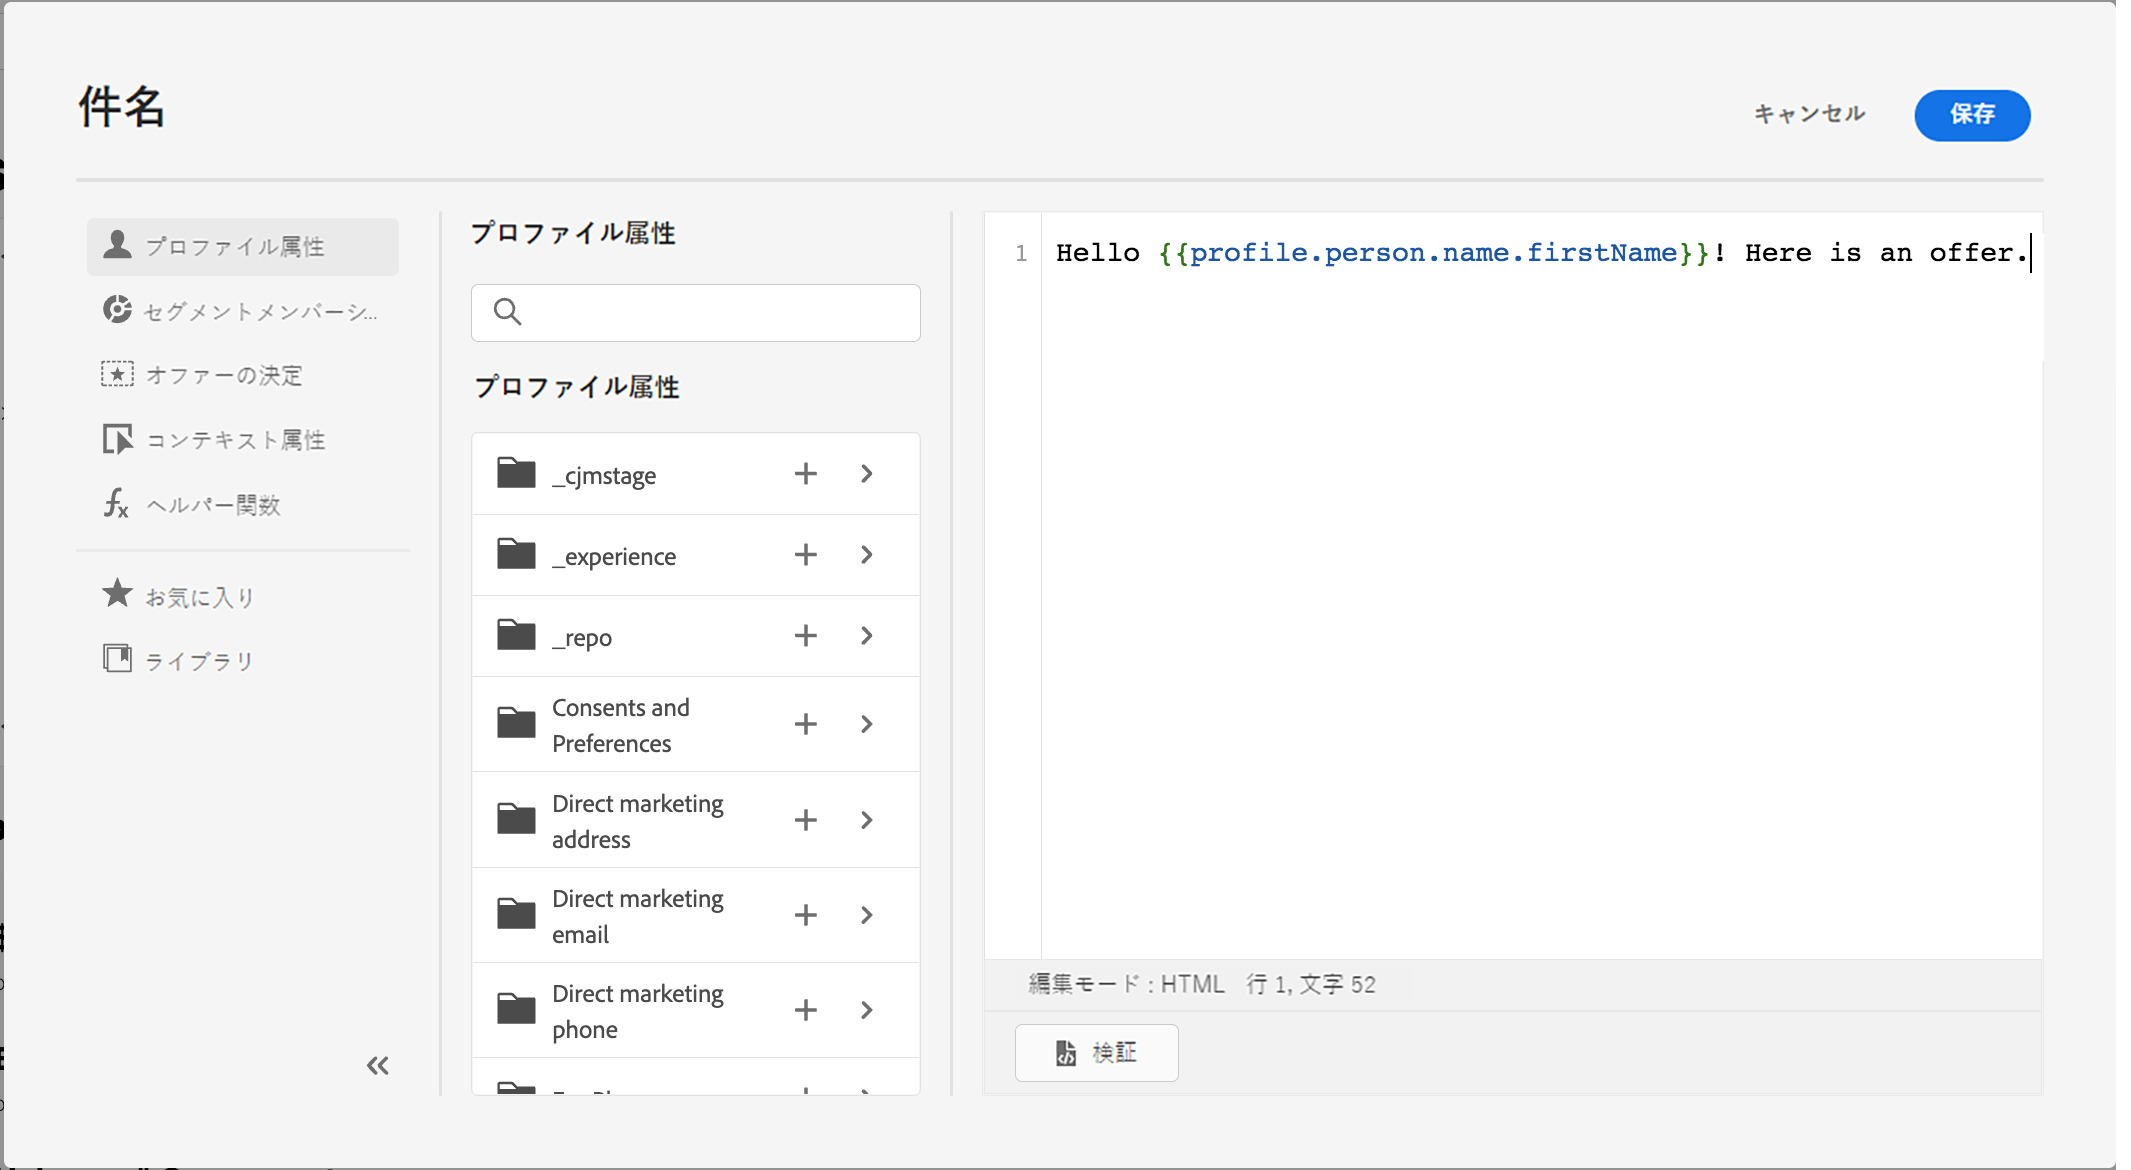 件名
キャンセル
保存
プロファイル属性
セグメントメンバーシ...
オファーの決定
コンテキスト属性
ヘルパー関数
お気に入り
ライブラリ
プロファイル属性
プロファイル属性
_cjmstage
_experience
_repo
Consents and
Preferences
Direct marketing
address
Direct marketing
email
Direct marketing
phone
1
Hello {{profile.person.name.firstName}}! Here is an offer.
編集モード : HTML 行 1, 文字 52
検証